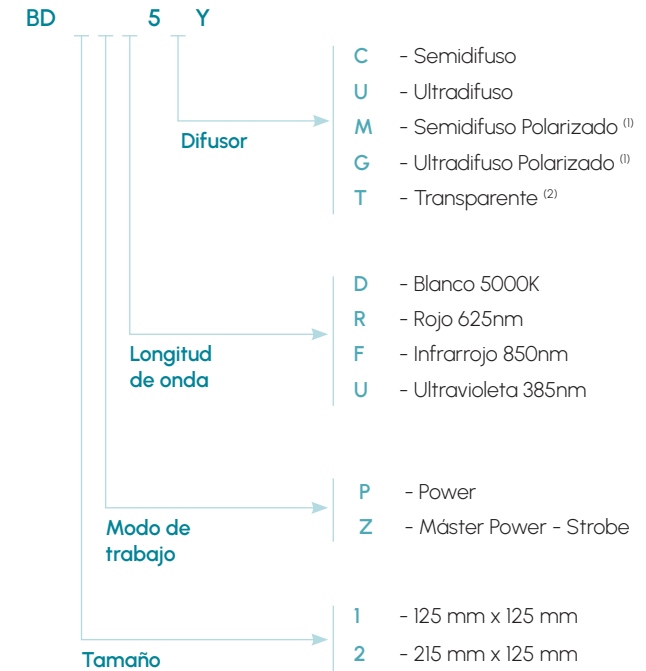 BD 5 Y
C - Semidifuso
U - Ultradifuso
M - Semidifuso Polarizado (1)
G - Ultradifuso Polarizado (1)
T - Transparente (2)
Difusor
D - Blanco 5000K
R - Rojo 625nm
F - Infrarrojo 850nm
U - Ultravioleta 385nm
Longitud
de onda
P - Power
Z - Máster Power - Strobe
Modo de
trabajo
1 - 125 mm x 125 mm
2 - 215 mm x 125 mm
Tamaño